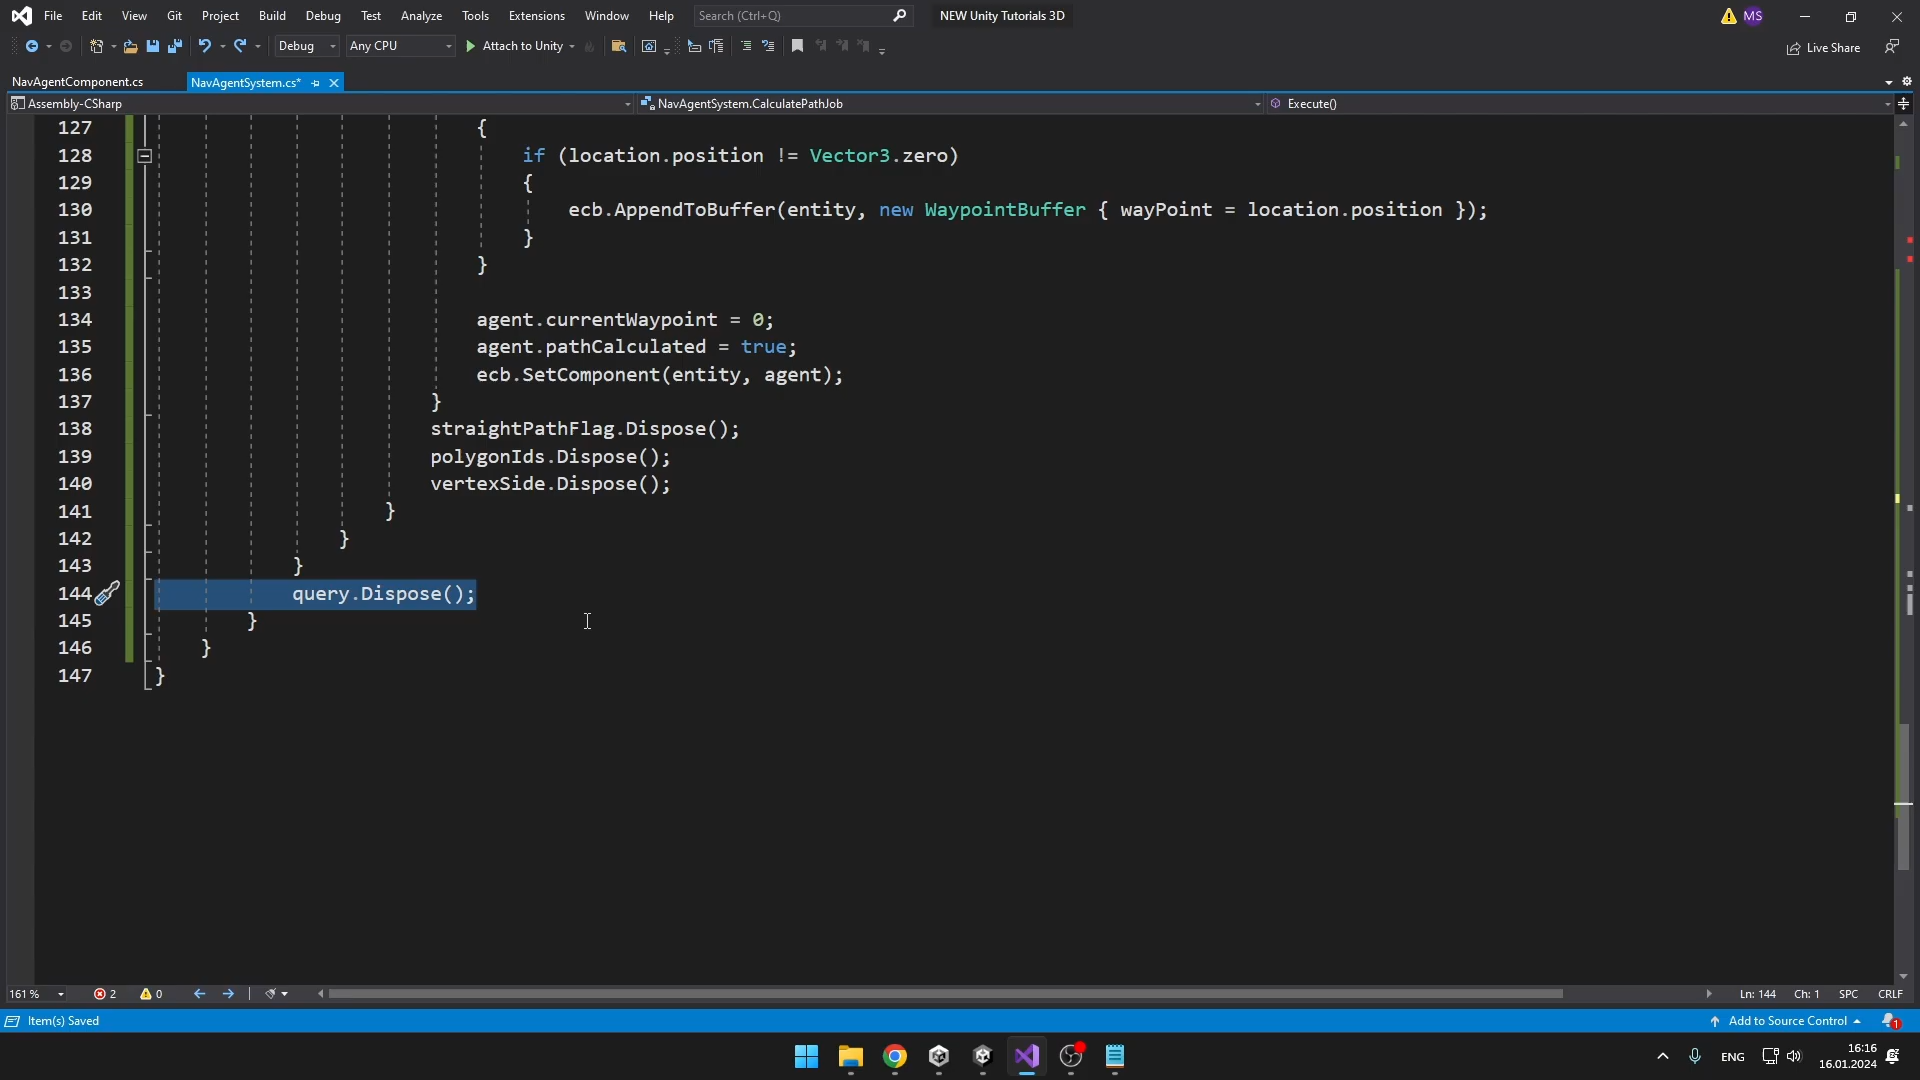 File Edit View Git Project Build Debug Test Analyze Tools Extensions Window Help Search (Ctrl+Q) NEW Unity Tutorials 3D MS
Debug Any CPU Attach to Unity Live Share
NavAgentComponent.cs NavAgentSystem.cs*
Assembly-CSharp NavAgentSystem.CalculatePathJob Execute()
127 {
128 if (location.position != Vector3.zero)
129 {
130 ecb.AppendToBuffer(entity, new WaypointBuffer { wayPoint = location.position });
131 }
132 }
133
134 agent.currentWaypoint = 0;
135 agent.pathCalculated = true;
136 ecb.SetComponent(entity, agent);
137 }
138 straightPathFlag.Dispose();
139 polygonIds.Dispose();
140 vertexSide.Dispose();
141 }
142 }
143 }
144 query.Dispose();
145 }
146 }
147 }
161 % 2 0 Ln: 144 Ch: 1 SPC CRLF
Item(s) Saved Add to Source Control 1
ENG 16:16
16.01.2024